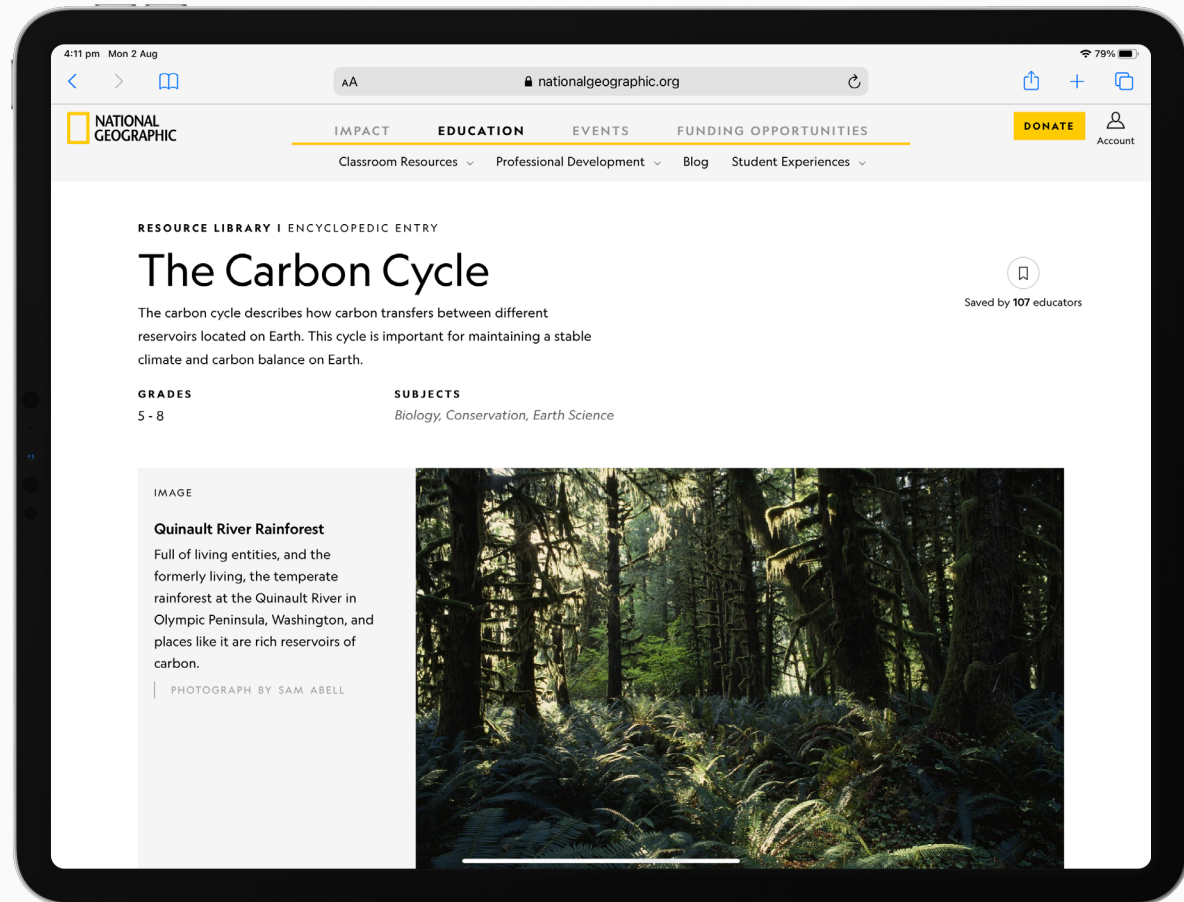 4:11 pm Mon 2 Aug
79%
AA
nationalgeographic.org
NATIONAL
GEOGRAPHIC
IMPACT EDUCATION EVENTS FUNDING OPPORTUNITIES
DONATE
Account
Classroom Resources Professional Development Blog Student Experiences
RESOURCE LIBRARY | ENCYCLOPEDIC ENTRY
The Carbon Cycle
Saved by 107 educators
The carbon cycle describes how carbon transfers between different
reservoirs located on Earth. This cycle is important for maintaining a stable
climate and carbon balance on Earth.
GRADES
5 - 8
SUBJECTS
Biology, Conservation, Earth Science
IMAGE
Quinault River Rainforest
Full of living entities, and the
formerly living, the temperate
rainforest at the Quinault River in
Olympic Peninsula, Washington, and
places like it are rich reservoirs of
carbon.
PHOTOGRAPH BY SAM ABELL